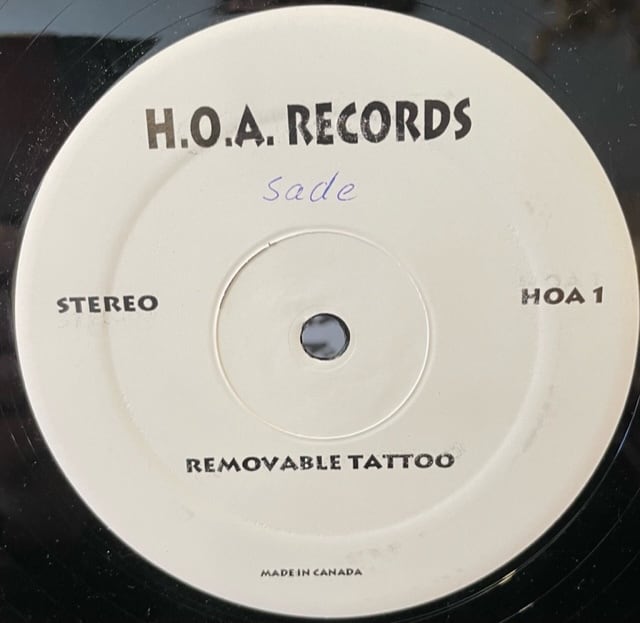 H.O.A. RECORDS
sade
STEREO
HOA 1
REMOVABLE TATTOO
MADE IN CANADA